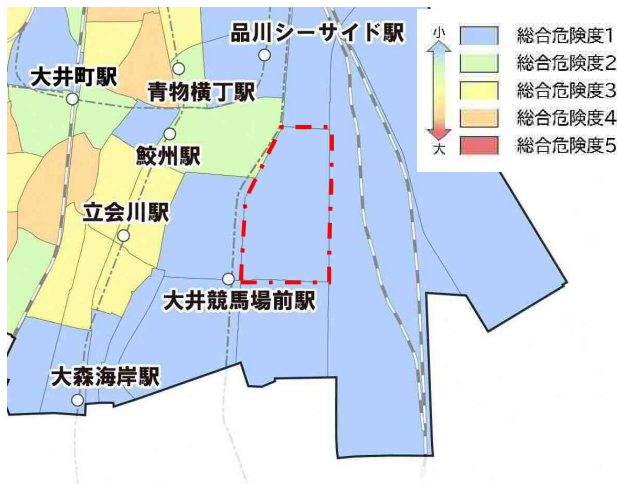 品川シーサイド駅
大井町駅
青物横丁駅
鮫洲駅
立会川駅
大井競馬場前駅
大森海岸駅
小
大
総合危険度1
総合危険度2
総合危険度3
総合危険度4
総合危険度5